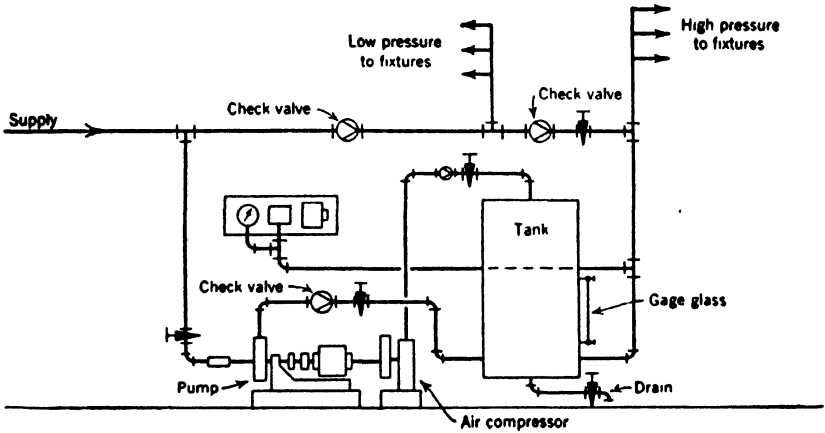 Low pressure
to fixtures
High pressure
to fixtures
Check valve
Check valve
Supply
Tank
Check valve
Gage glass
Pump
Drain
Air compressor